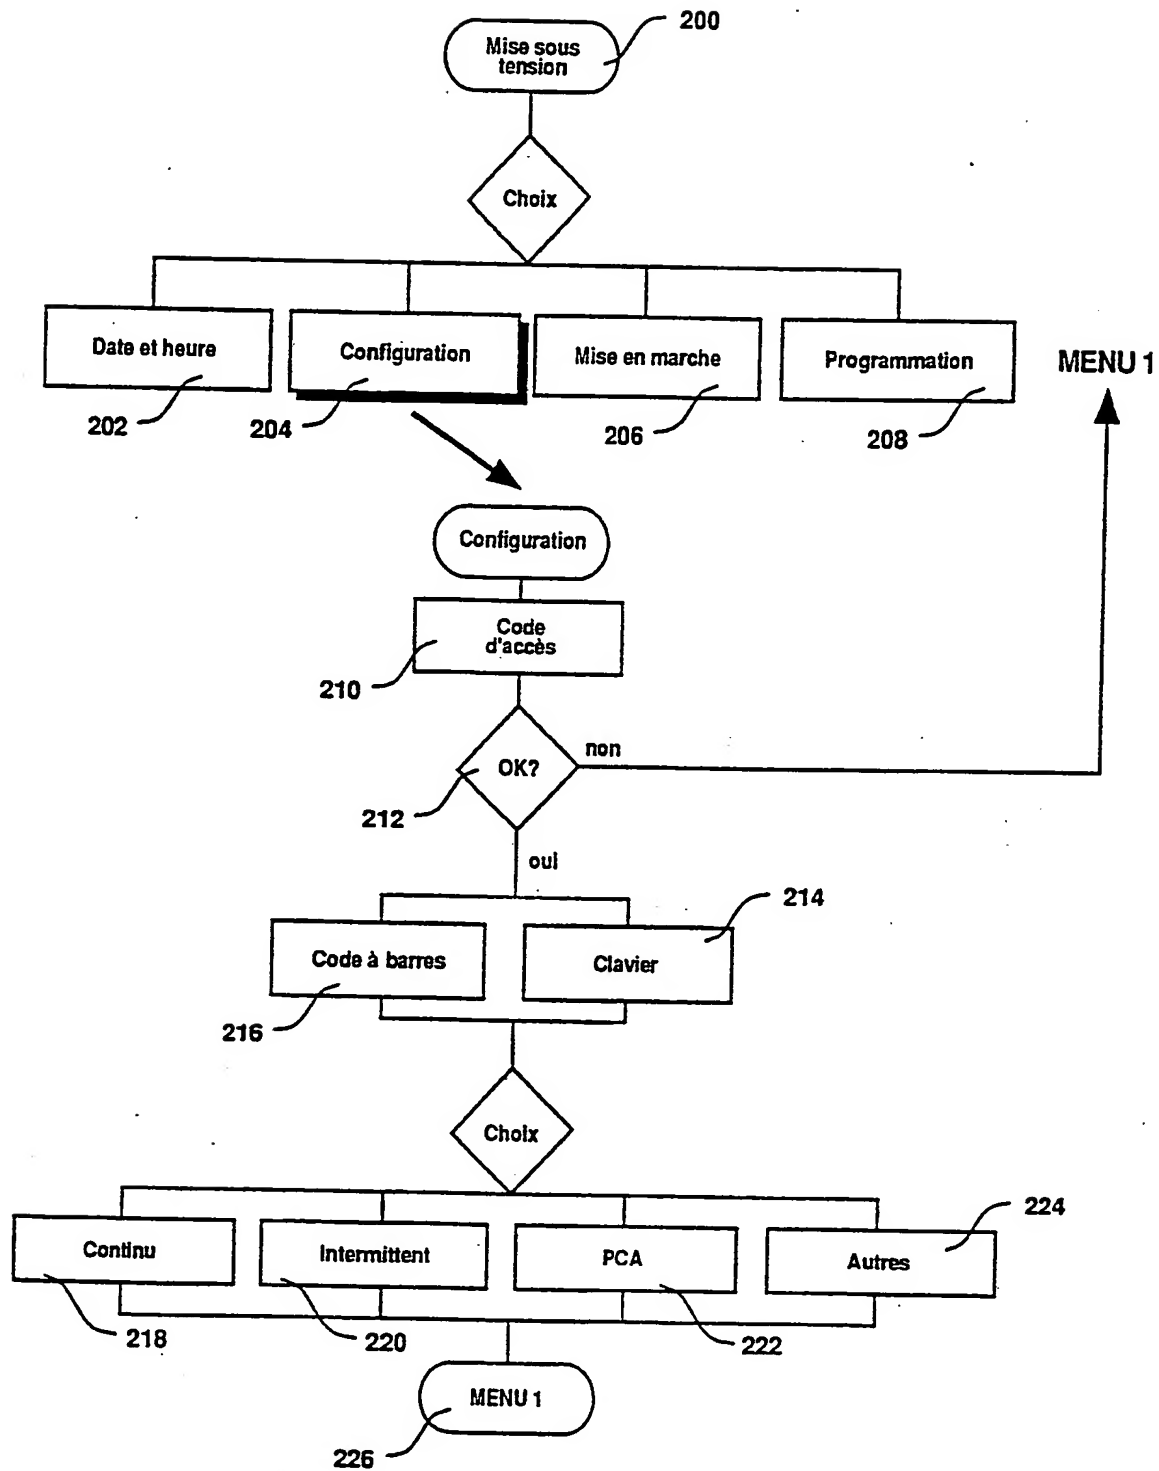 200
Mise sous
tension
Choix
Date et heure
Configuration
Mise en marche
Programmation
MENU 1
202
204
206
208
Configuration
Code
d'accès
210
OK?
non
212
oui
214
Code à barres
Clavier
216
Choix
224
Continu
Intermittent
PCA
Autres
218
220
222
MENU 1
226